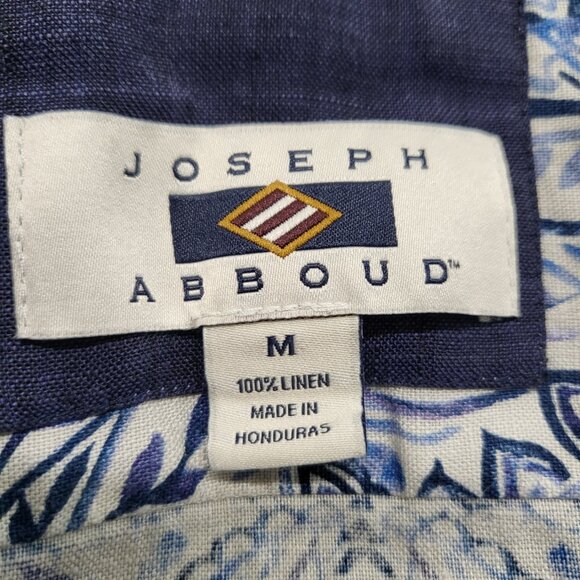 JOSEPH
ABBOUD™
M
100% LINEN
MADE IN
HONDURAS